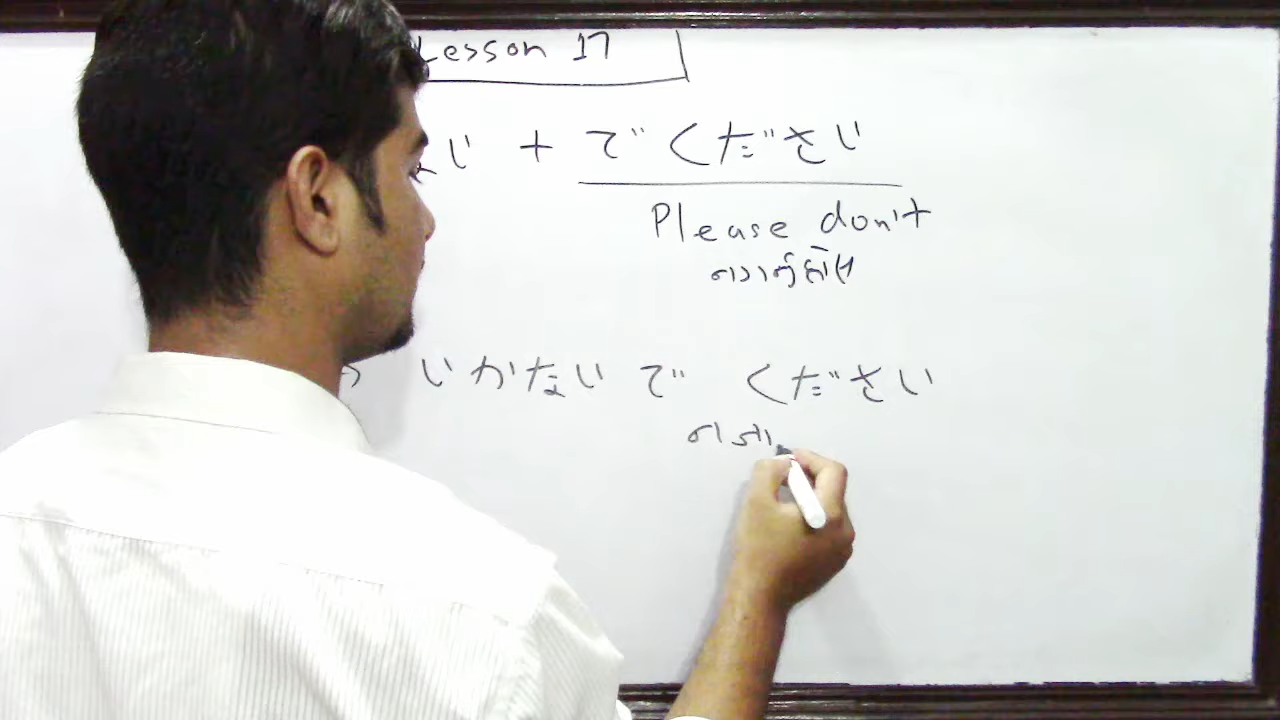 Lesson 17
い + で ください
Please don't
नगर्नुहोस
いかない で ください